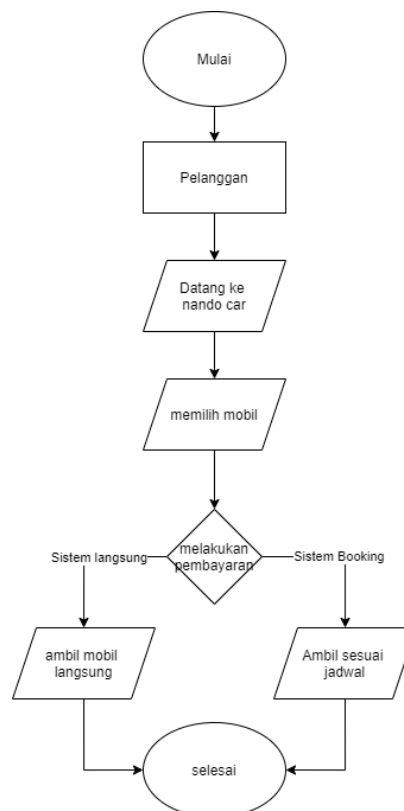 Mulai
Pelanggan
Datang ke
nando car
memilih mobil
melakukan
pembayaran
Sistem langsung
Sistem Booking
ambil mobil
langsung
Ambil sesuai
jadwal
selesai